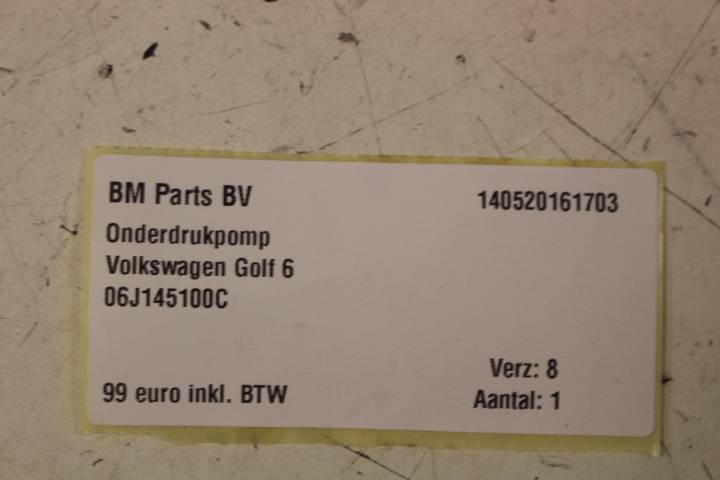 BM Parts BV 140520161703
Onderdrukpomp
Volkswagen Golf 6
06J145100C
Verz: 8
99 euro inkl. BTW Aantal: 1